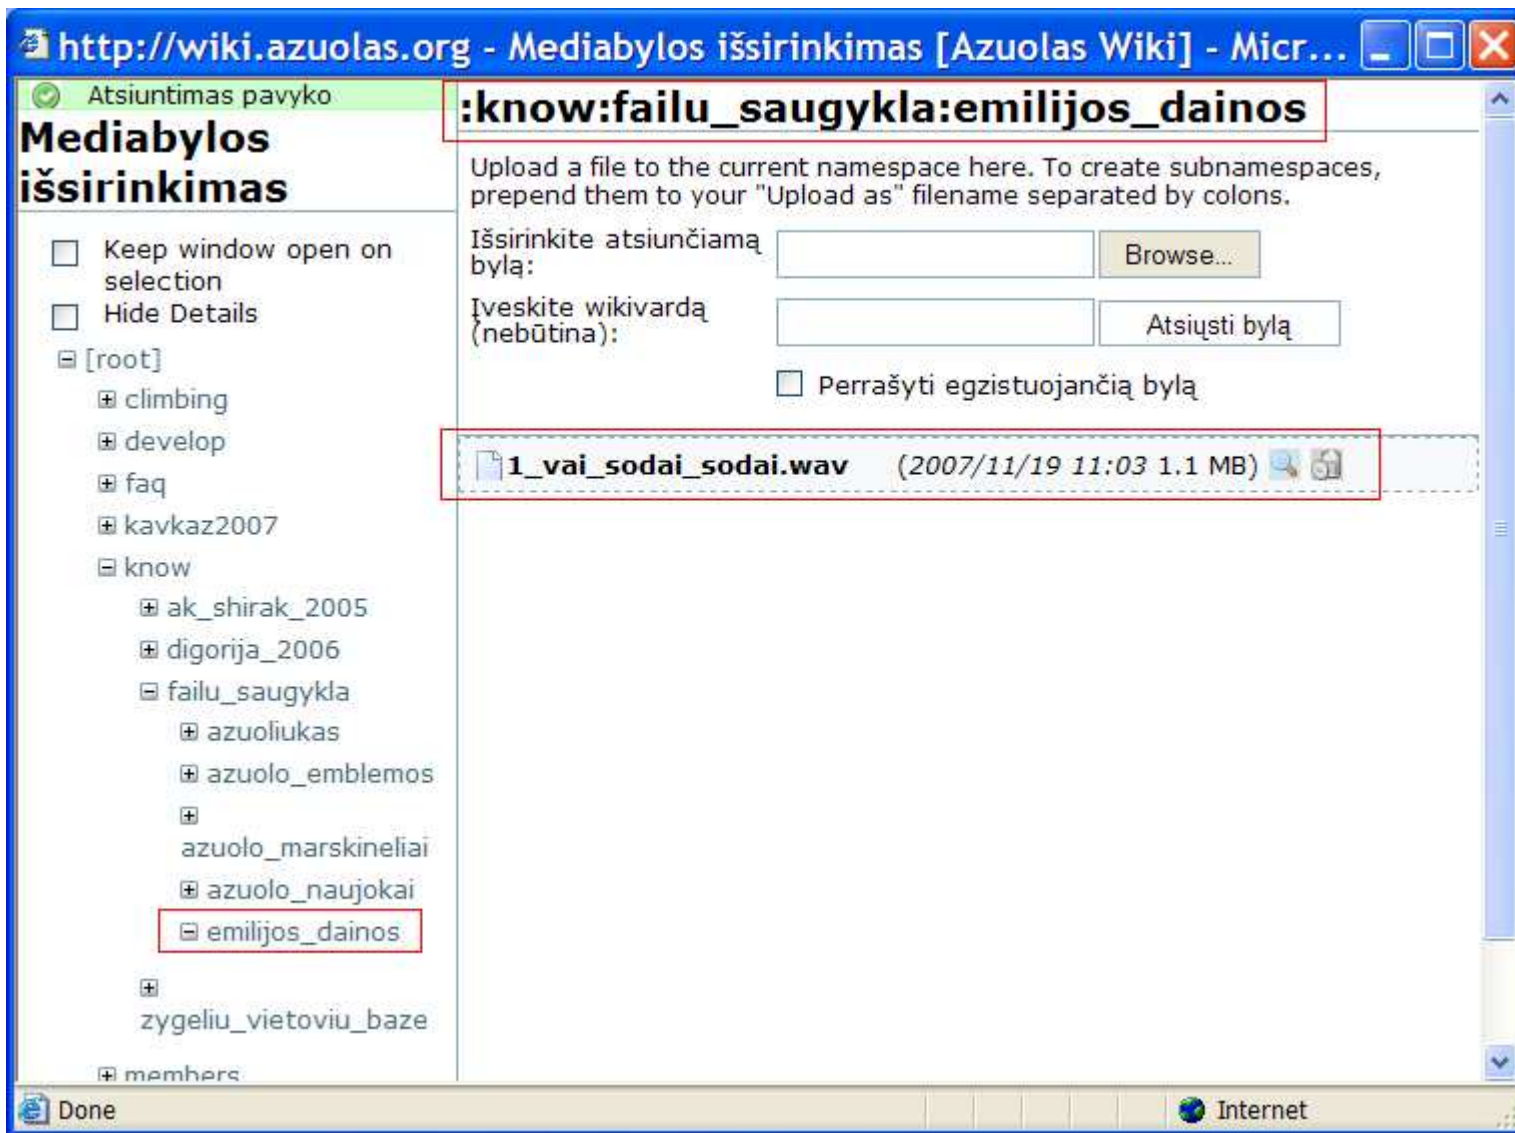 http://wiki.azuolas.org - Mediabylos išsirinkimas [Azuolas Wiki] - Micr...
Atsiuntimas pavyko
Mediabylos
išsirinkimas
Keep window open on
selection
Hide Details
[root]
climbing
develop
faq
kavkaz2007
know
ak_shirak_2005
digorija_2006
failu_saugykla
azuoliukas
azuolo_emblemos
azuolo_marskineliai
azuolo_naujokai
emilijos_dainos
zygeliu_vietoviu_baze
members
:know:failu_saugykla:emilijos_dainos
Upload a file to the current namespace here. To create subnamespaces,
prepend them to your "Upload as" filename separated by colons.
Išsirinkite atsiunčiamą
bylą:
Browse...
Įveskite wikivardą
(nebūtina):
Atsiųsti bylą
Perrašyti egzistuojančią bylą
1_vai_sodai_sodai.wav (2007/11/19 11:03 1.1 MB)
Done
Internet